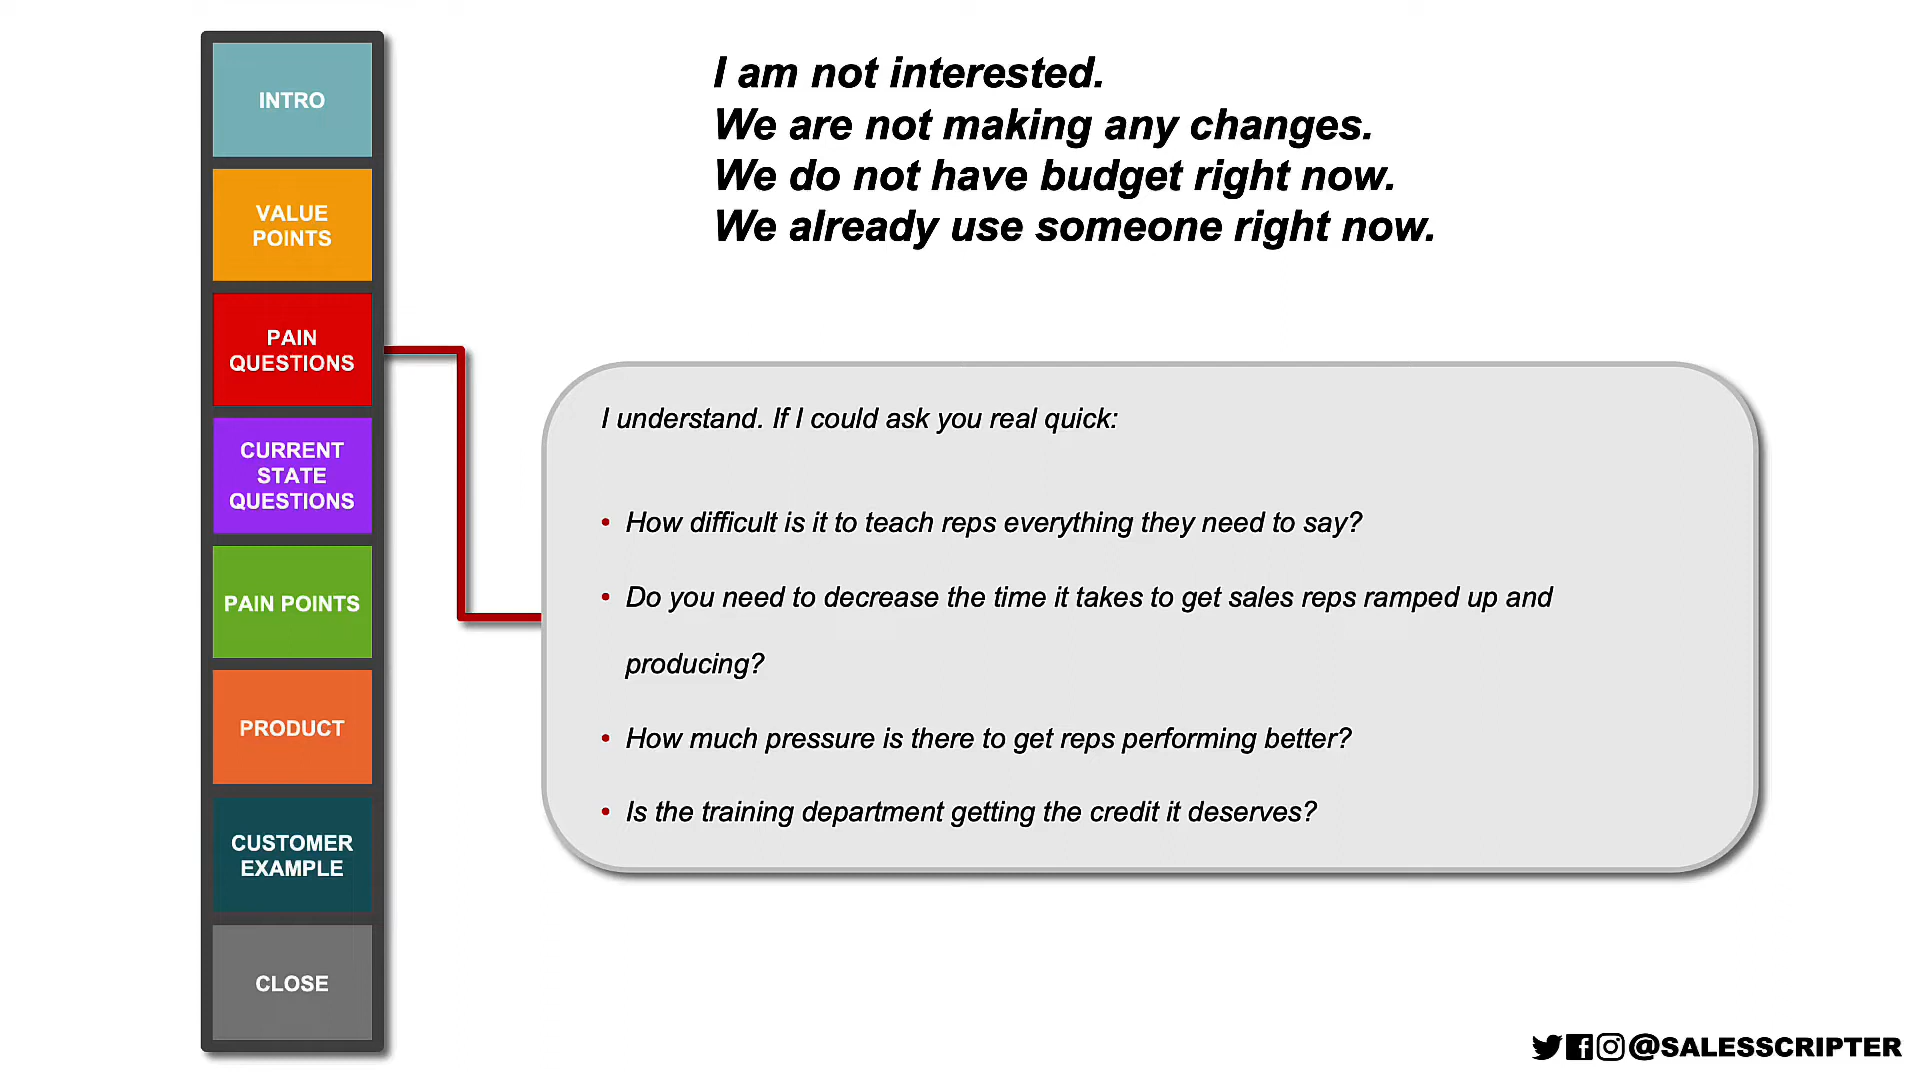 INTRO
VALUE
POINTS
PAIN
QUESTIONS
CURRENT
STATE
QUESTIONS
PAIN POINTS
PRODUCT
CUSTOMER
EXAMPLE
CLOSE
I am not interested.
We are not making any changes.
We do not have budget right now.
We already use someone right now.
I understand. If I could ask you real quick:
• How difficult is it to teach reps everything they need to say?
• Do you need to decrease the time it takes to get sales reps ramped up and
producing?
• How much pressure is there to get reps performing better?
• Is the training department getting the credit it deserves?
@SALESSCRIPTER